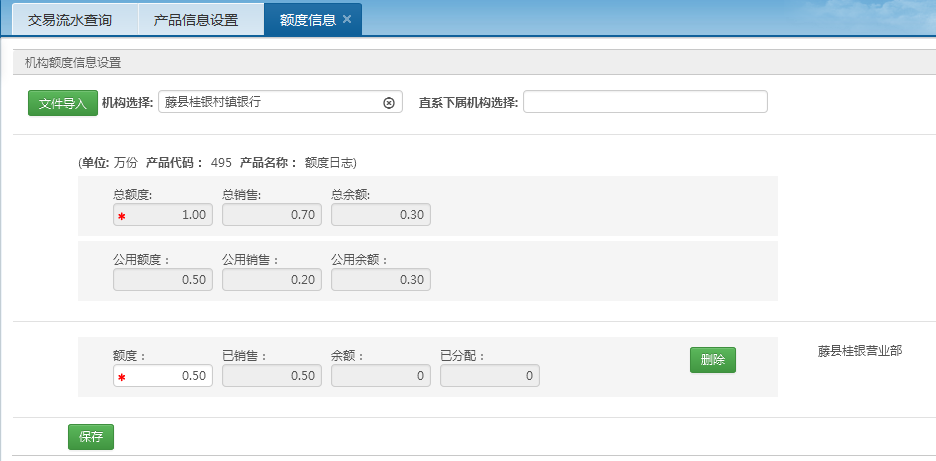 交易流水查询 产品信息设置 额度信息
机构额度信息设置
文件导入 机构选择: 藤县桂银村镇银行 直系下属机构选择:
(单位: 万份 产品代码： 495 产品名称： 额度日志)
总额度: 总销售: 总余额:
* 1.00 0.70 0.30
公用额度： 公用销售： 公用余额：
0.50 0.20 0.30
额度： 已销售： 余额： 已分配： 删除 藤县桂银营业部
* 0.50 0.50 0 0
保存